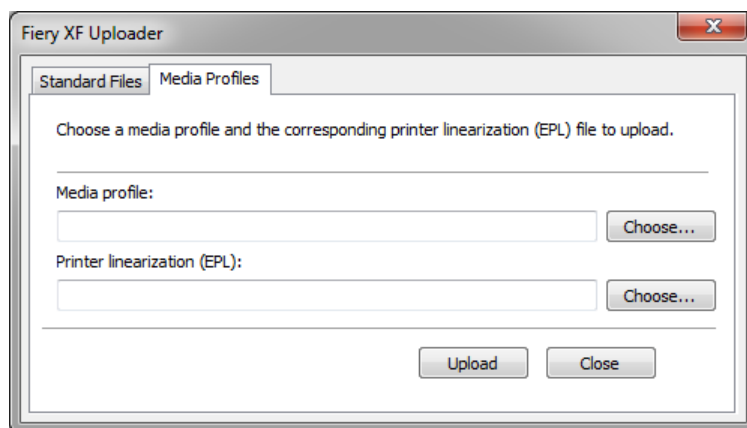 Fiery XF Uploader
Standard Files Media Profiles
Choose a media profile and the corresponding printer linearization (EPL) file to upload.
Media profile:
Choose...
Printer linearization (EPL):
Choose...
Upload Close